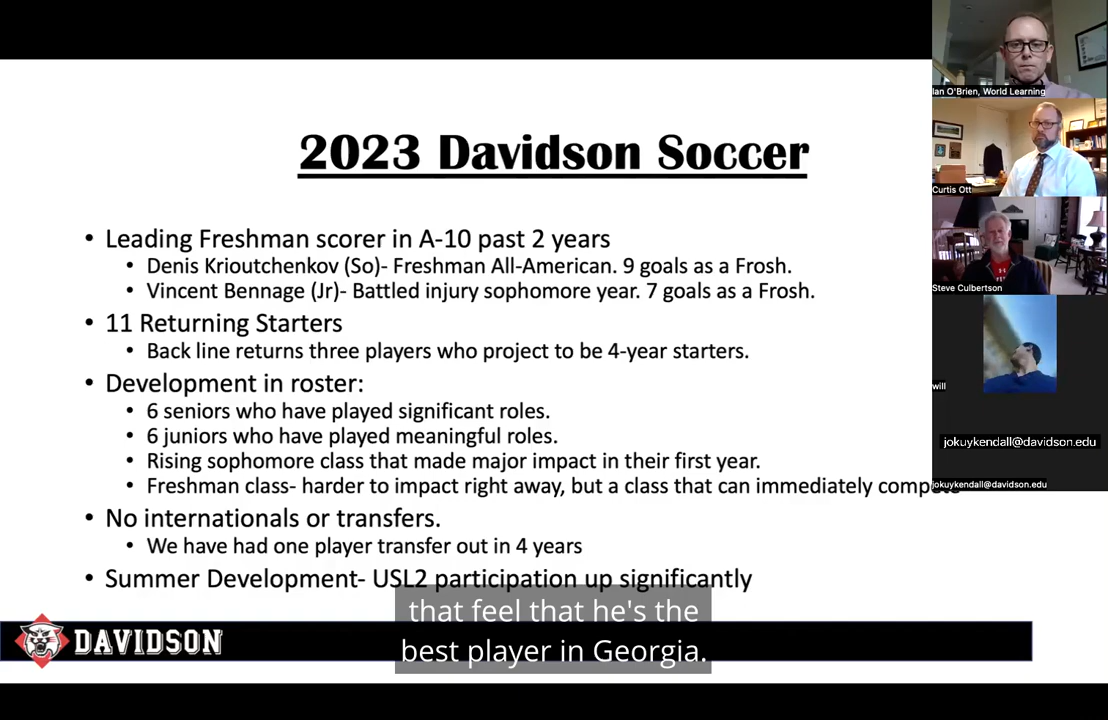 2023 Davidson Soccer
• Leading Freshman scorer in A-10 past 2 years
• Denis Krioutchenkov (So)- Freshman All-American. 9 goals as a Frosh.
• Vincent Bennage (Jr)- Battled injury sophomore year. 7 goals as a Frosh.
• 11 Returning Starters
• Back line returns three players who project to be 4-year starters.
• Development in roster:
• 6 seniors who have played significant roles.
• 6 juniors who have played meaningful roles.
• Rising sophomore class that made major impact in their first year.
• Freshman class- harder to impact right away, but a class that can immediately compete
• No internationals or transfers.
• We have had one player transfer out in 4 years
• Summer Development- USL2 participation up significantly
DAVIDSON
that feel that he's the
best player in Georgia.
Ian O'Brien, World Learning
Curtis Ott
Steve Culbertson
will
jokuykendall@davidson.edu
jokuykendall@davidson.edu